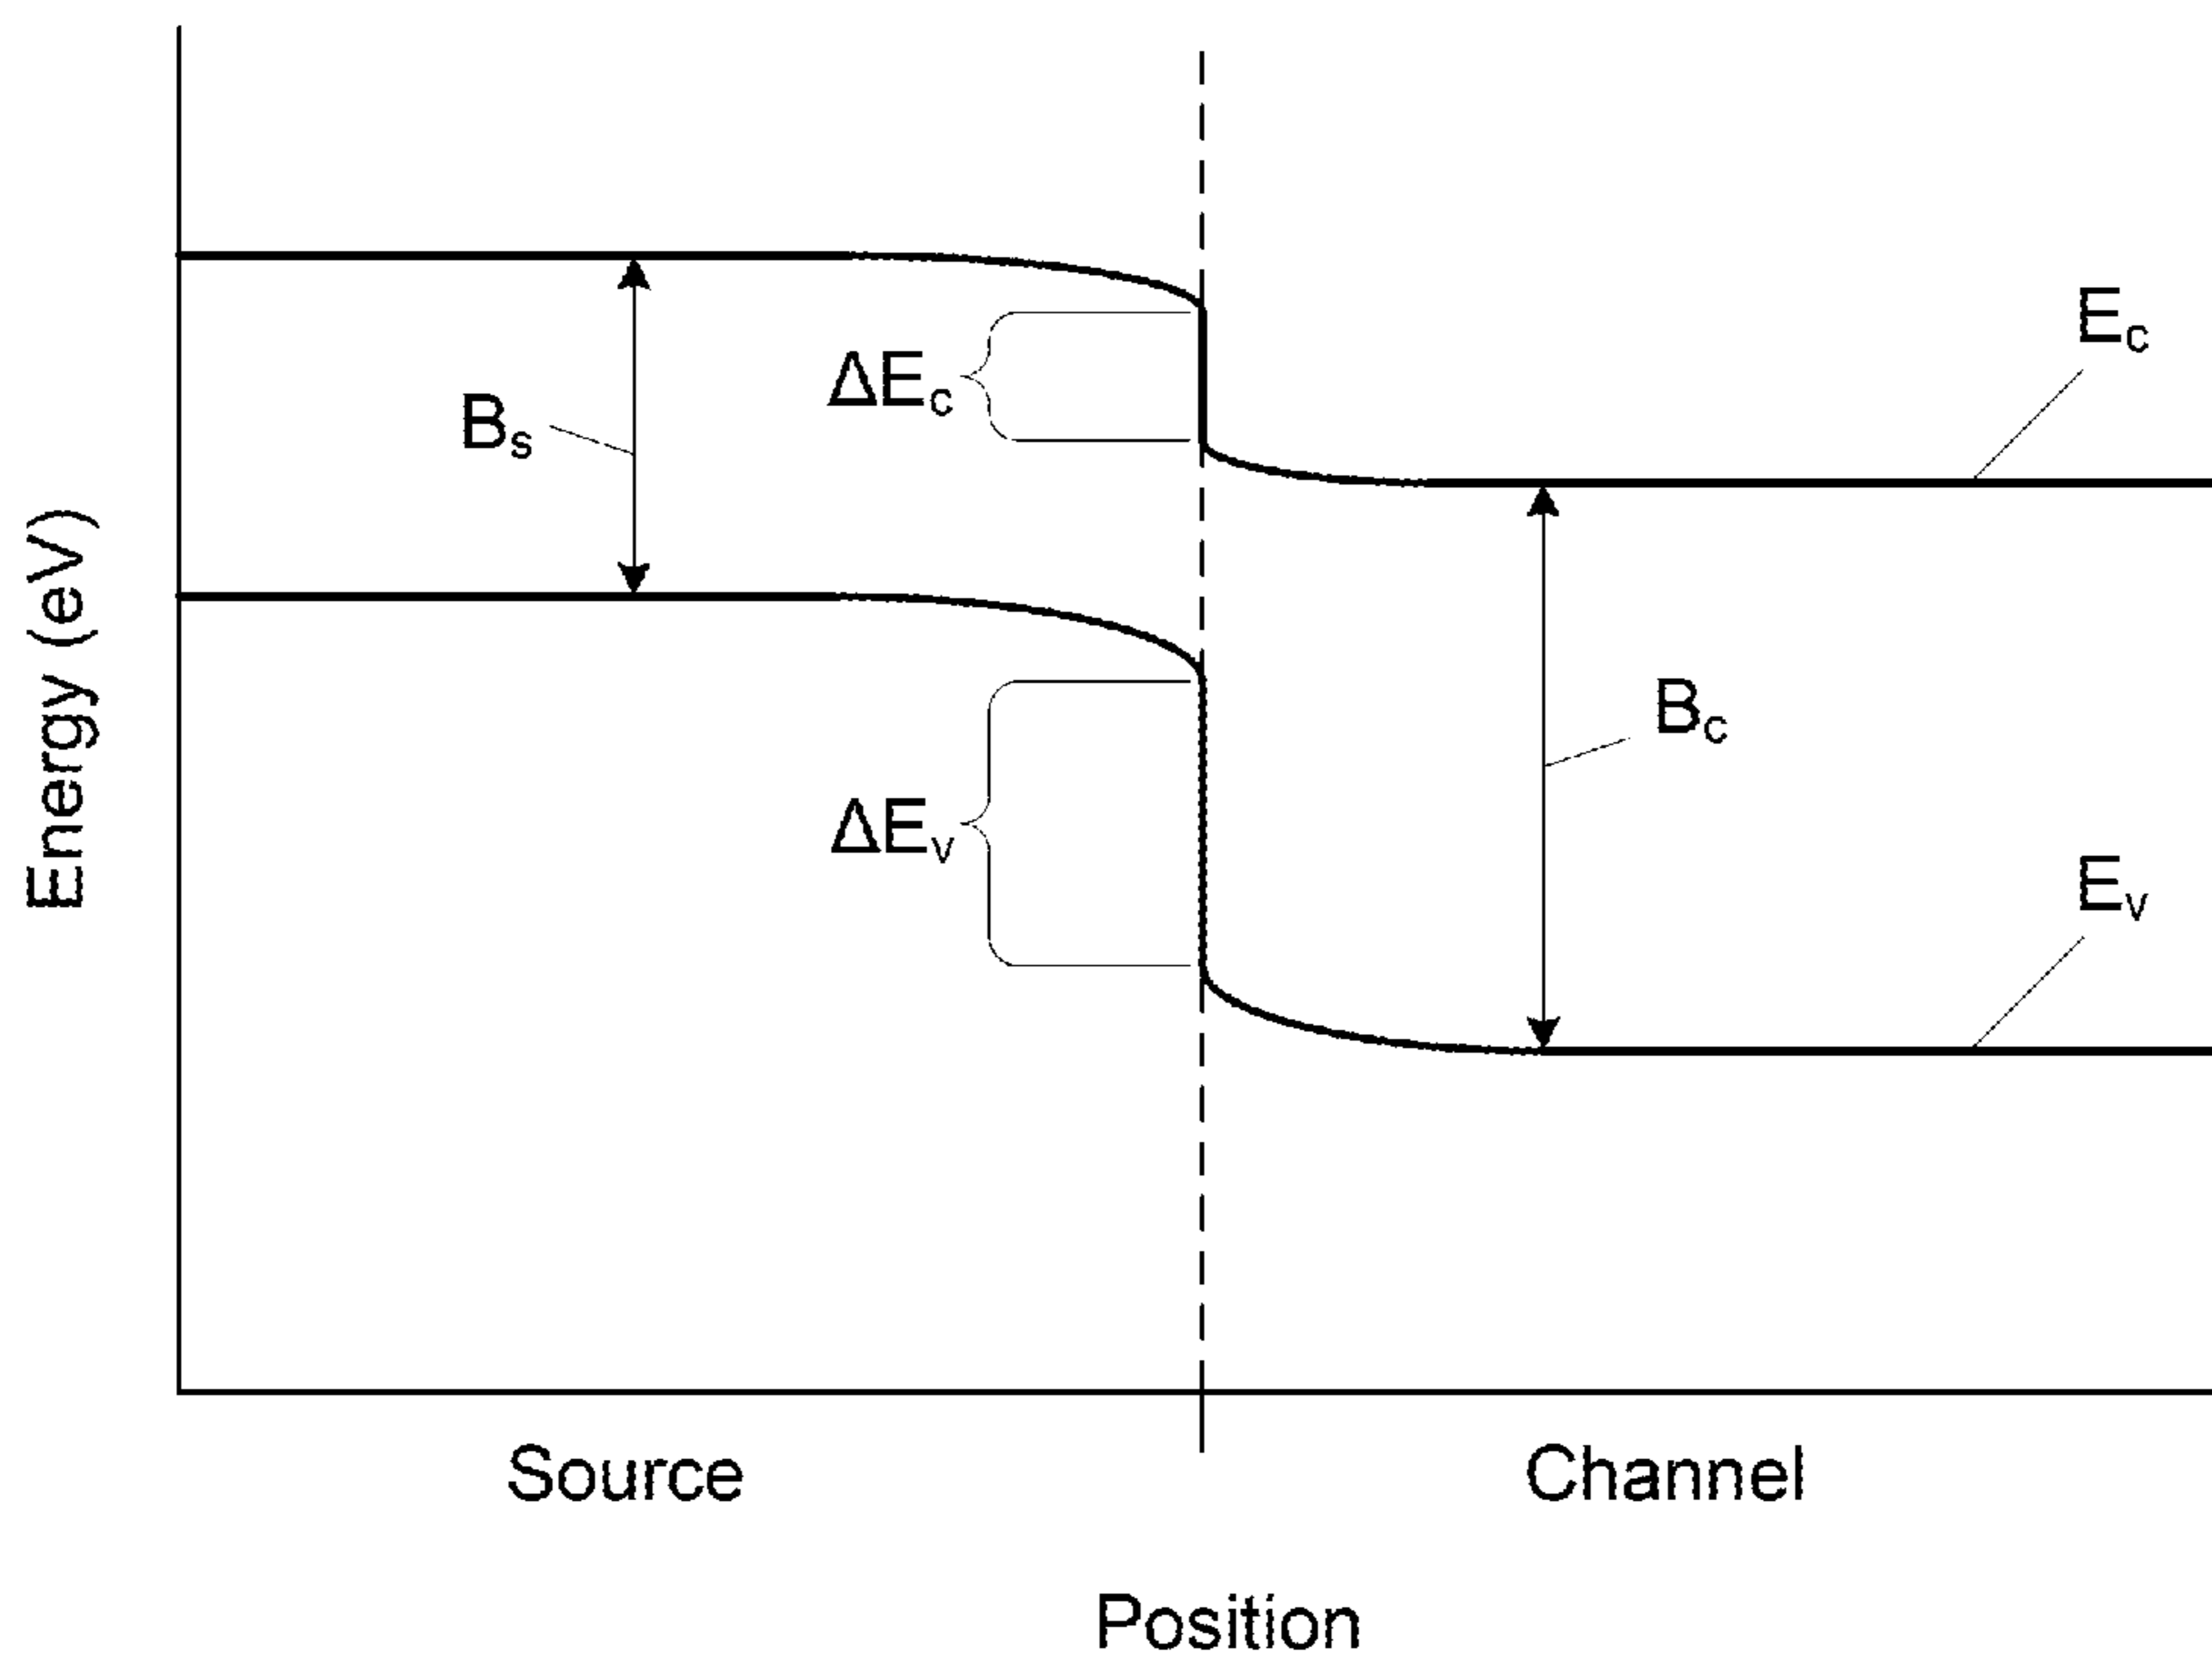 Energy (eV)
Bs
ΔEc
Ec
Bc
ΔEv
Ev
Source
Channel
Position